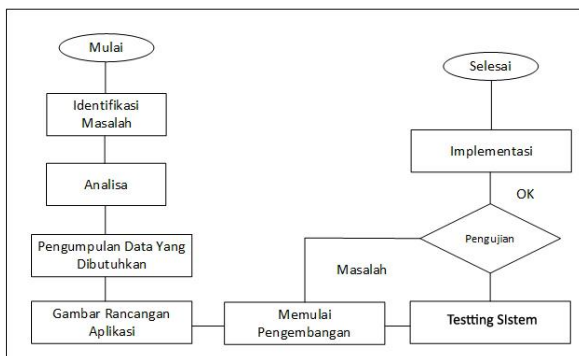 Mulai
Identifikasi
Masalah
Analisa
Pengumpulan Data Yang
Dibutuhkan
Gambar Rancangan
Aplikasi
Memulai
Pengembangan
Testting SIstem
Pengujian
Masalah
OK
Implementasi
Selesai